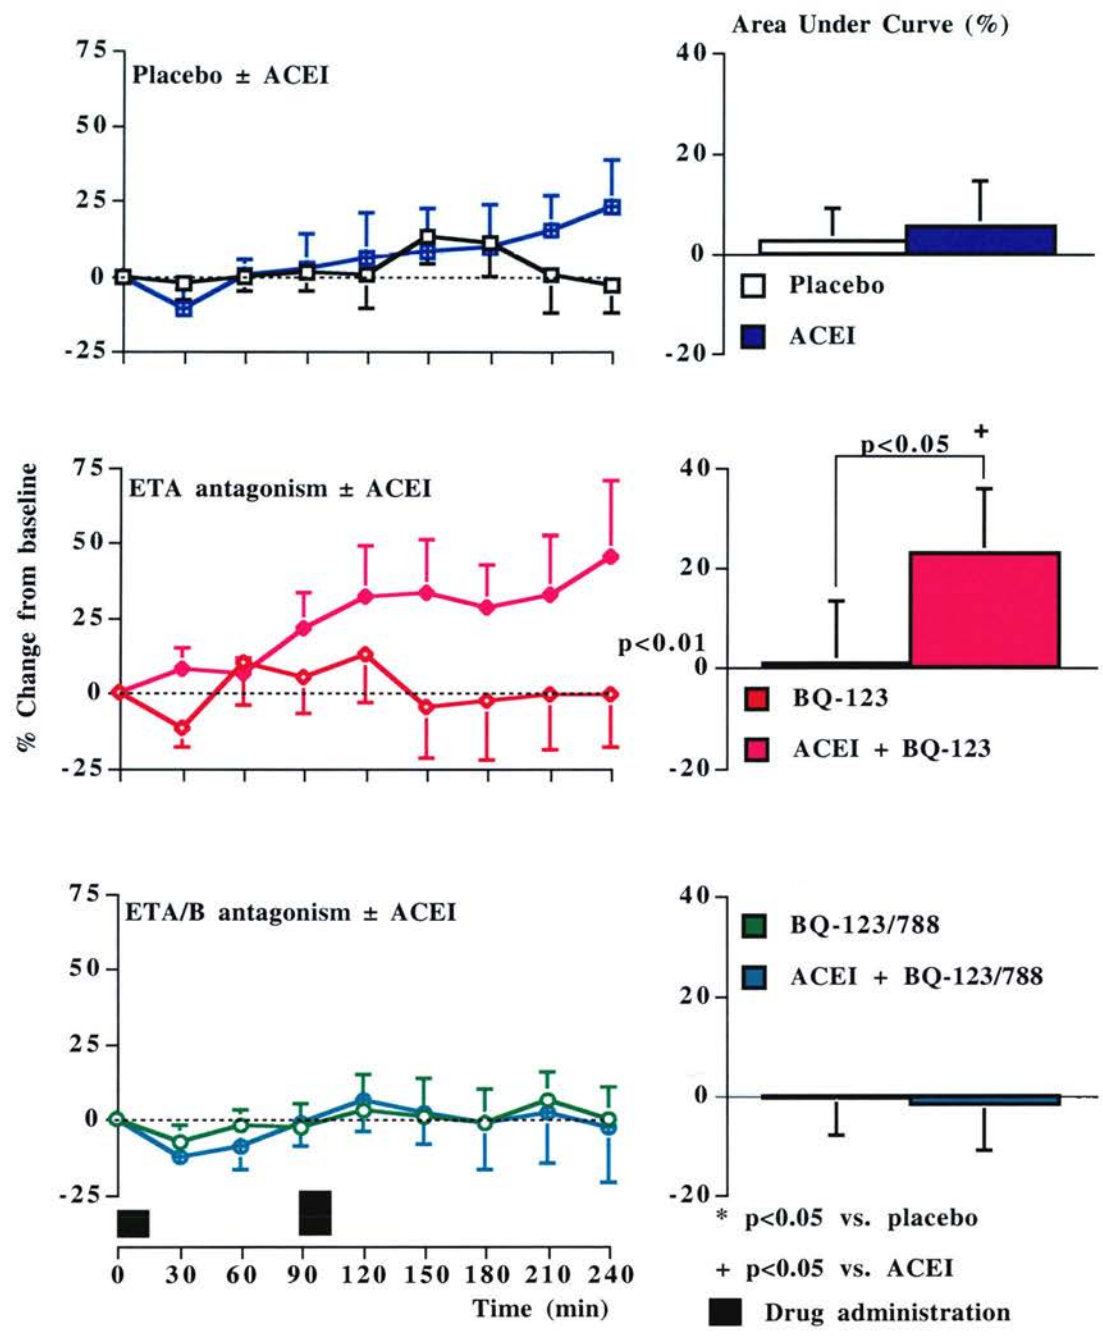 Area Under Curve (%)
75
50
25
0
-25
Placebo ± ACEI
40
20
0
-20
Placebo
ACEI
% Change from baseline
75
50
25
0
-25
ETA antagonism ± ACEI
+
p<0.05
40
20
p<0.01
0
-20
BQ-123
ACEI + BQ-123
75
50
25
0
-25
ETA/B antagonism ± ACEI
40
20
0
-20
BQ-123/788
ACEI + BQ-123/788
0 30 60 90 120 150 180 210 240
Time (min)
* p<0.05 vs. placebo
+ p<0.05 vs. ACEI
Drug administration